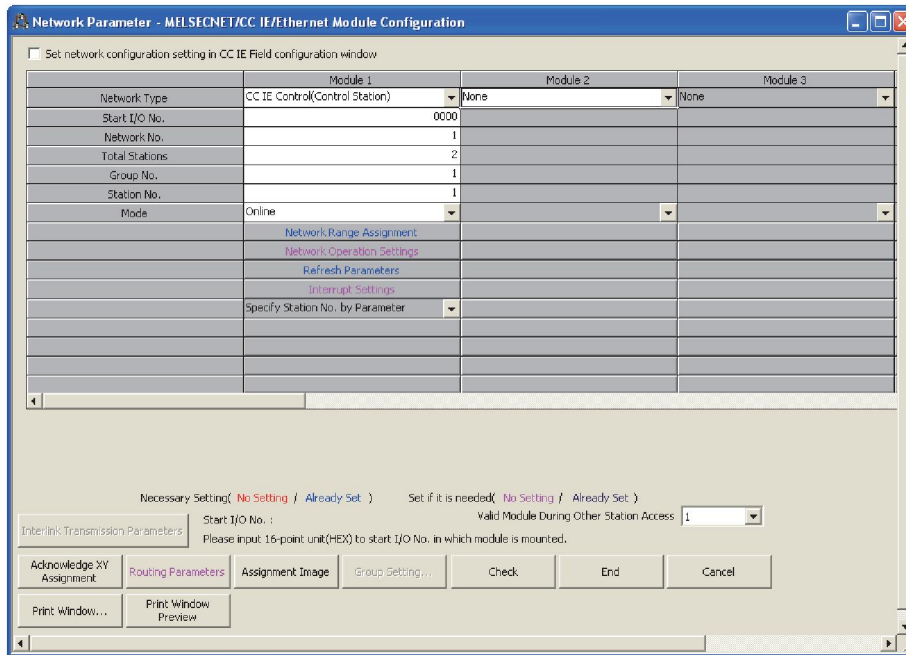 Network Parameter - MELSECNET/CC IE/Ethernet Module Configuration
Set network configuration setting in CC IE Field configuration window
Module 1 Module 2 Module 3
Network Type CC IE Control(Control Station) None None
Start I/O No. 0000
Network No. 1
Total Stations 2
Group No. 1
Station No. 1
Mode Online
Network Range Assignment
Network Operation Settings
Refresh Parameters
Interrupt Settings
Specify Station No. by Parameter
Necessary Setting( No Setting / Already Set ) Set if it is needed( No Setting / Already Set )
Interlink Transmission Parameters Start I/O No. : Valid Module During Other Station Access 1
Please input 16-point unit(HEX) to start I/O No. in which module is mounted.
Acknowledge XY Assignment Routing Parameters Assignment Image Group Setting... Check End Cancel
Print Window... Print Window Preview